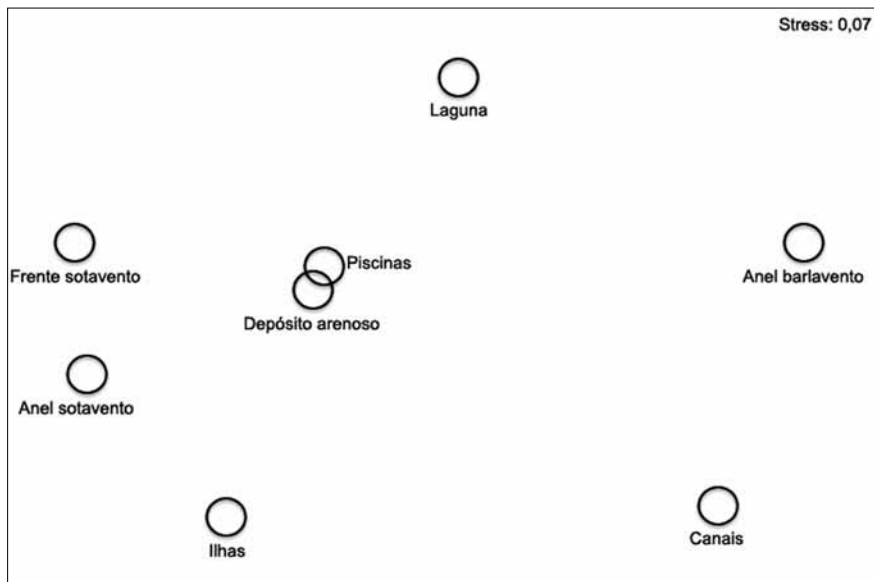 Stress: 0,07
Laguna
Frente sotavento
Piscinas
Anel barlavento
Depósito arenoso
Anel sotavento
Ilhas
Canais